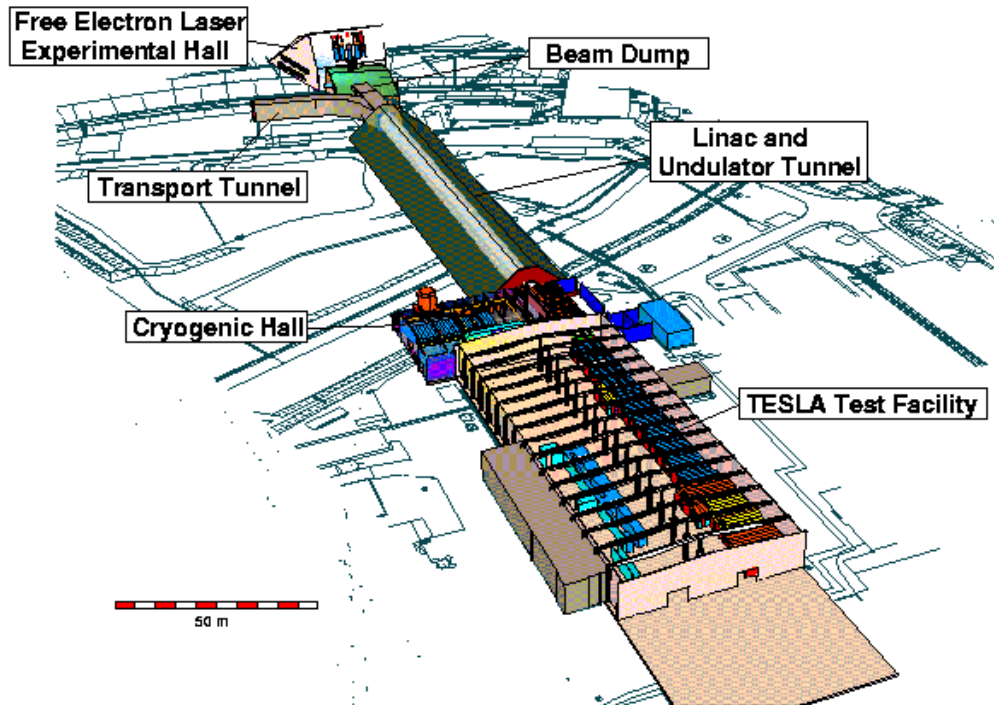 Free Electron Laser
Experimental Hall
Beam Dump
Linac and
Undulator Tunnel
Transport Tunnel
Cryogenic Hall
TESLA Test Facility
50 m